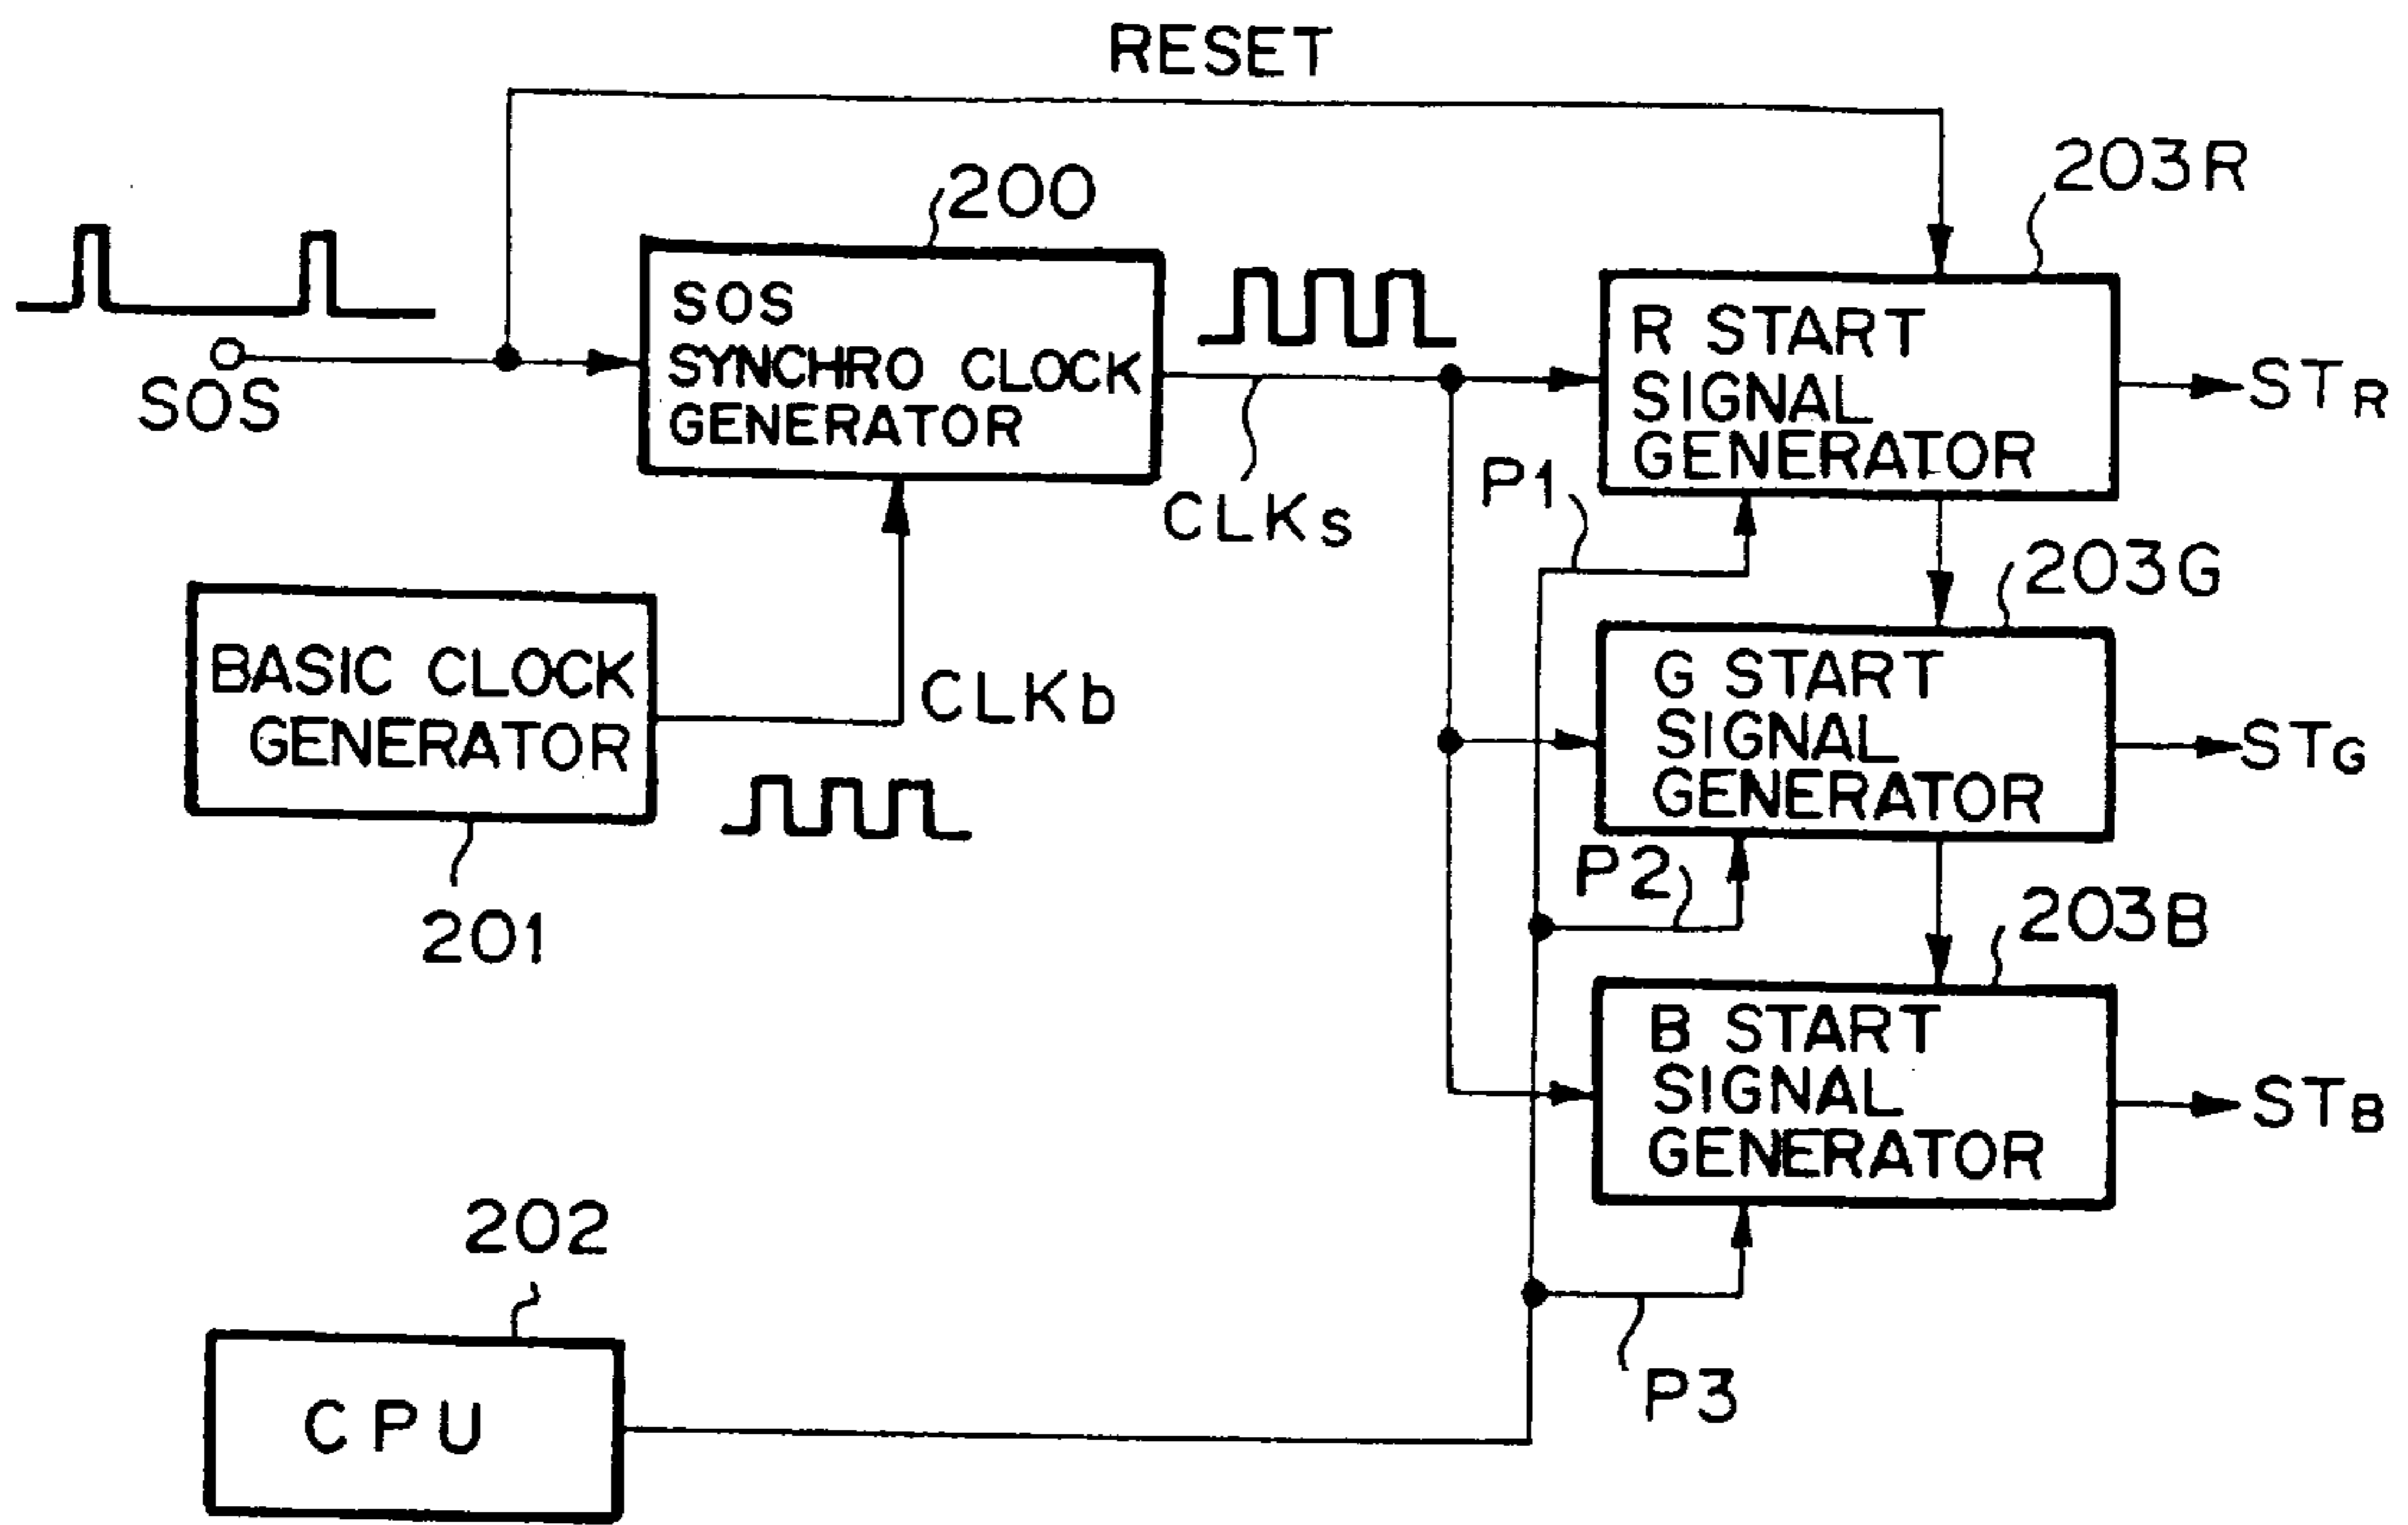 RESET
203R
200
SOS
SYNCHRO CLOCK
GENERATOR
R START
SIGNAL
GENERATOR
STR
SOS
P1
CLKs
203G
BASIC CLOCK
GENERATOR
CLKb
G START
SIGNAL
GENERATOR
STG
P2
203B
201
B START
SIGNAL
GENERATOR
STB
202
P3
CPU